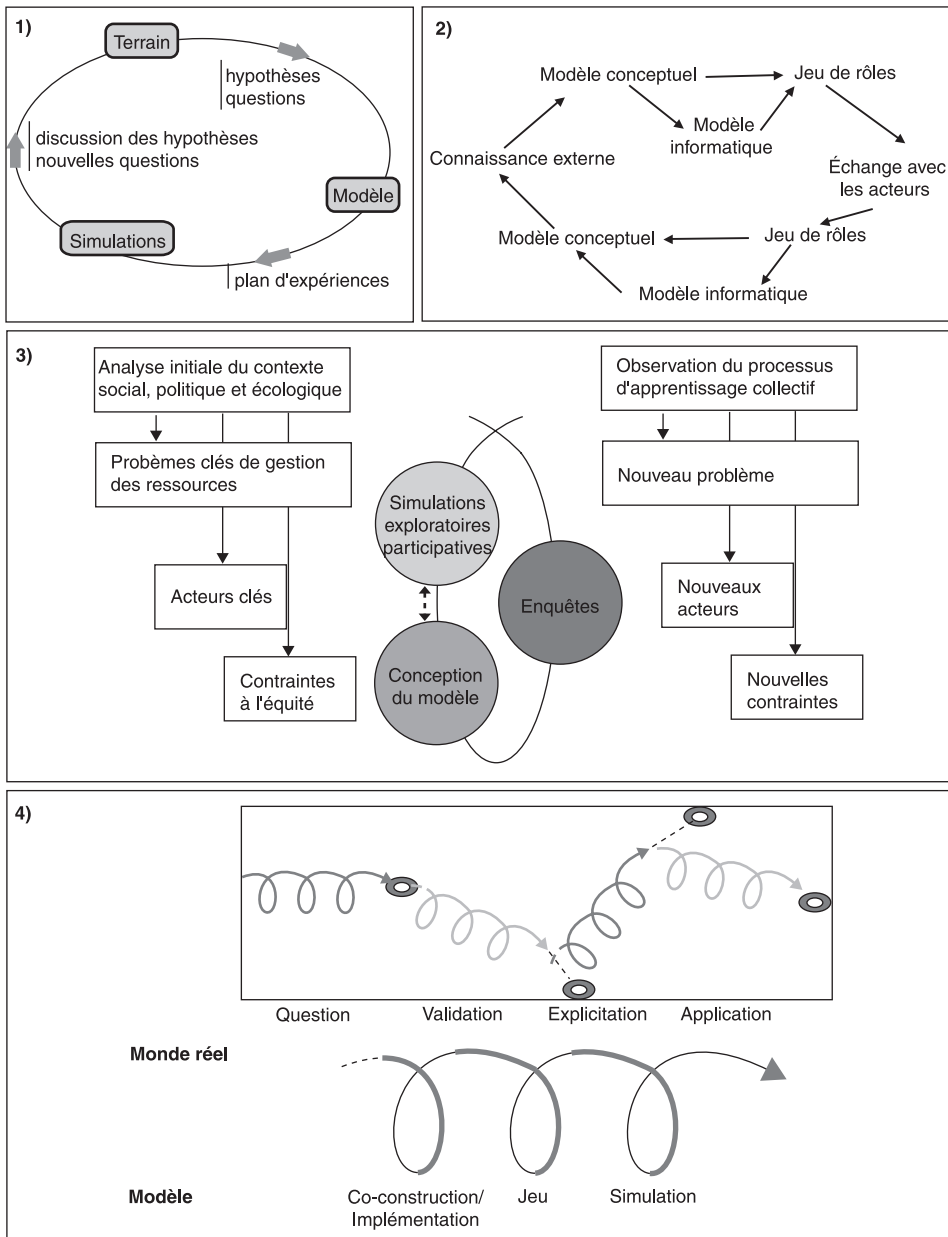 1)
Terrain
hypothèses
questions
discussion des hypothèses
nouvelles questions
Modèle
Simulations
plan d'expériences
2)
Modèle conceptuel
Jeu de rôles
Modèle
informatique
Connaissance externe
Échange avec
les acteurs
Modèle conceptuel
Jeu de rôles
Modèle informatique
3)
Analyse initiale du contexte
social, politique et écologique
Probèmes clés de gestion
des ressources
Acteurs clés
Contraintes
à l'équité
Simulations
exploratoires
participatives
Enquêtes
Conception
du modèle
Observation du processus
d'apprentissage collectif
Nouveau problème
Nouveaux
acteurs
Nouvelles
contraintes
4)
Question
Validation
Explicitation
Application
Monde réel
Modèle
Co-construction/
Implémentation
Jeu
Simulation